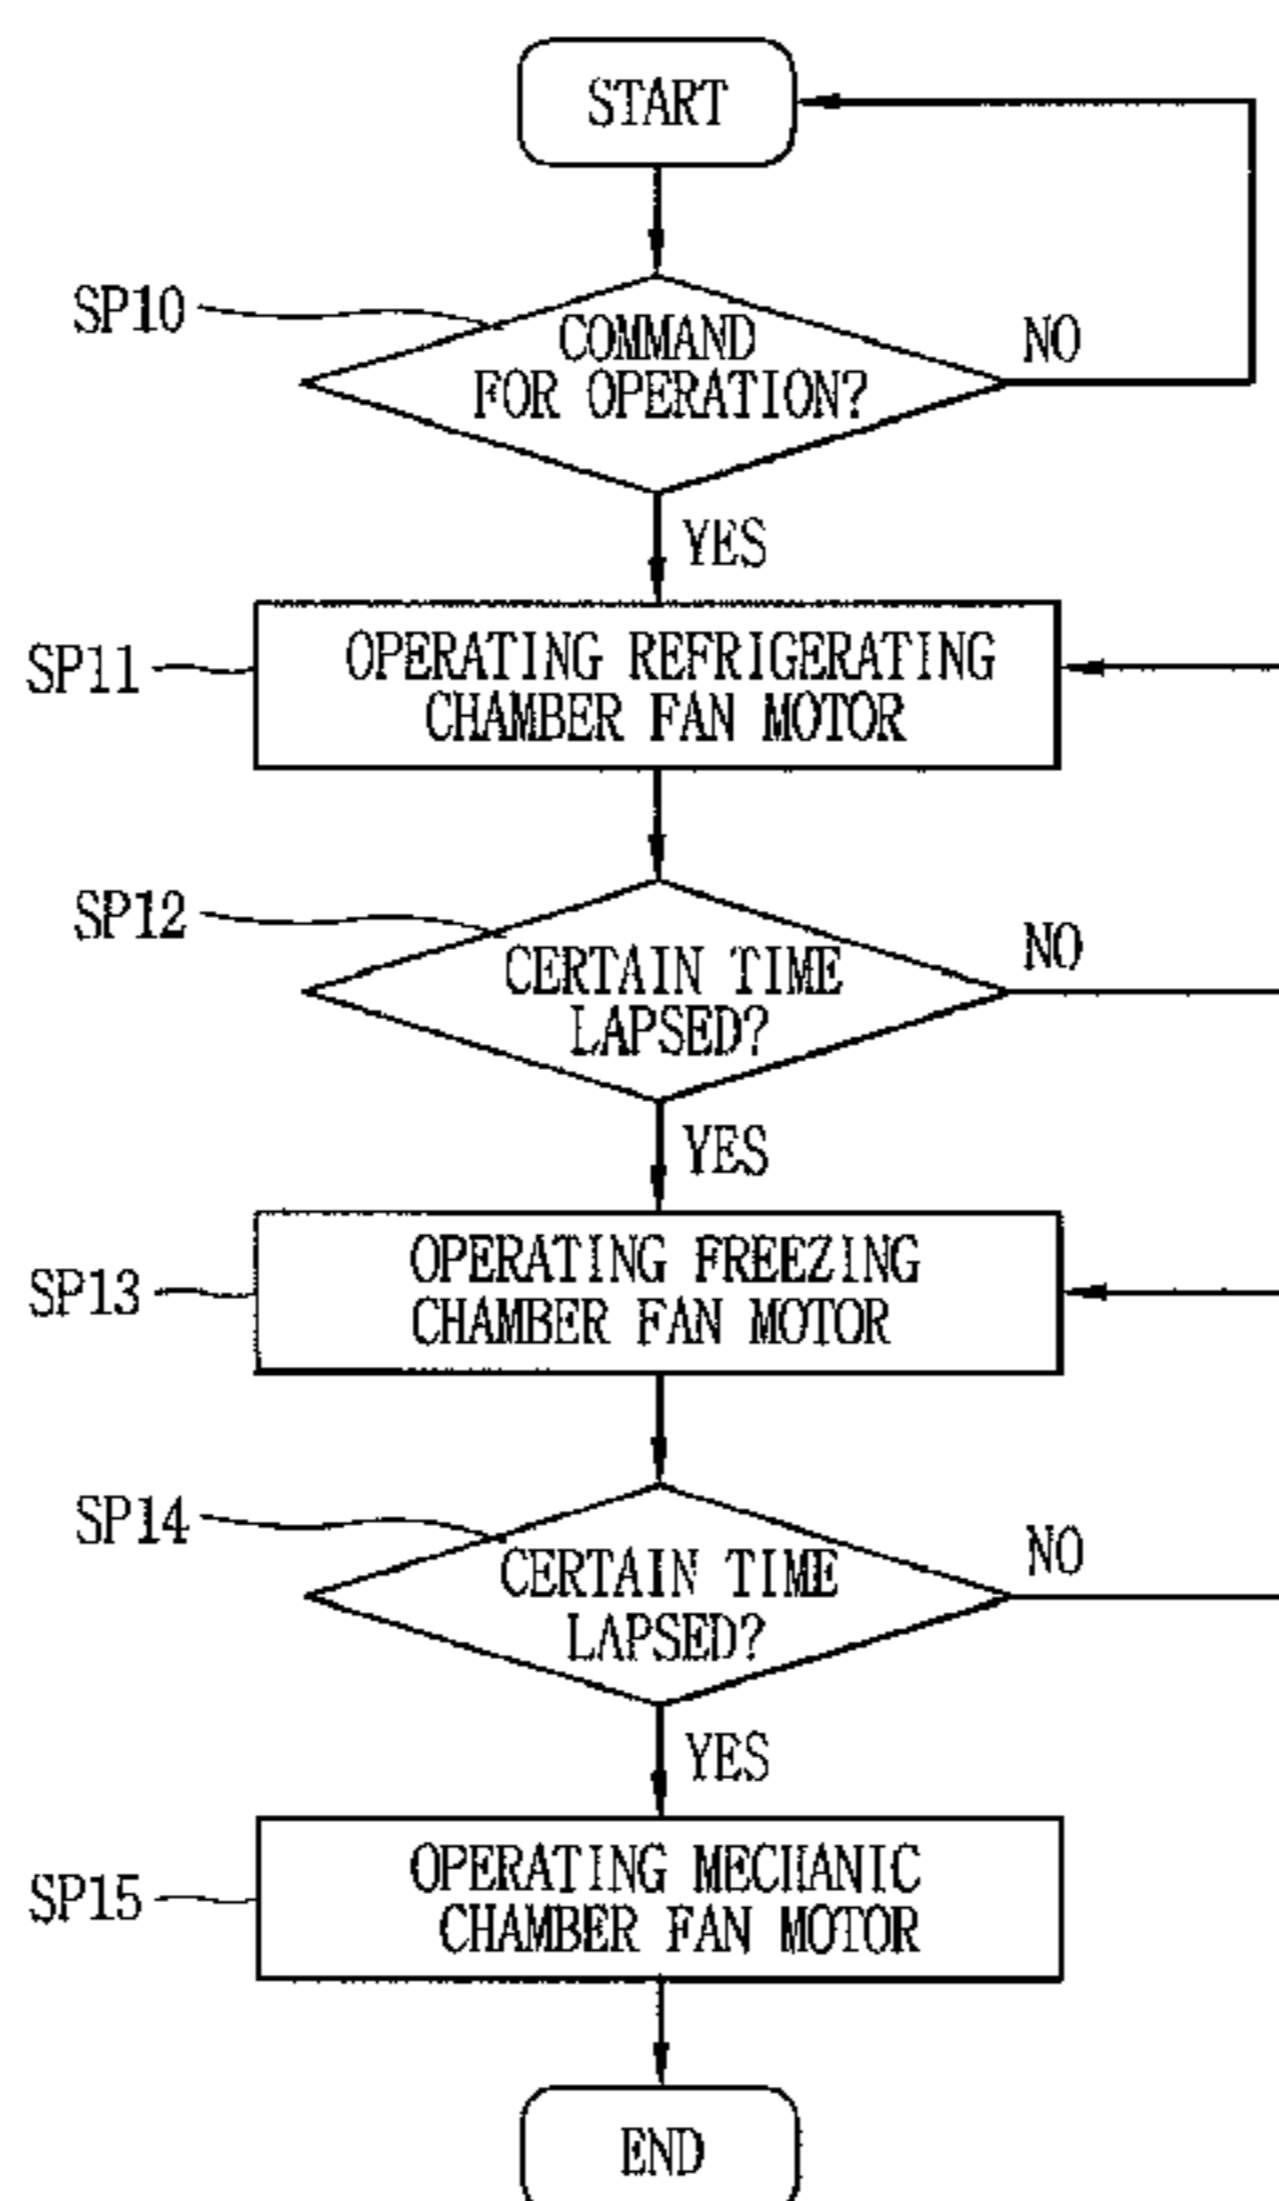 START
SP10
COMMAND
FOR OPERATION?
NO
YES
SP11
OPERATING REFRIGERATING
CHAMBER FAN MOTOR
SP12
CERTAIN TIME
LAPSED?
NO
YES
SP13
OPERATING FREEZING
CHAMBER FAN MOTOR
SP14
CERTAIN TIME
LAPSED?
NO
YES
SP15
OPERATING MECHANIC
CHAMBER FAN MOTOR
END